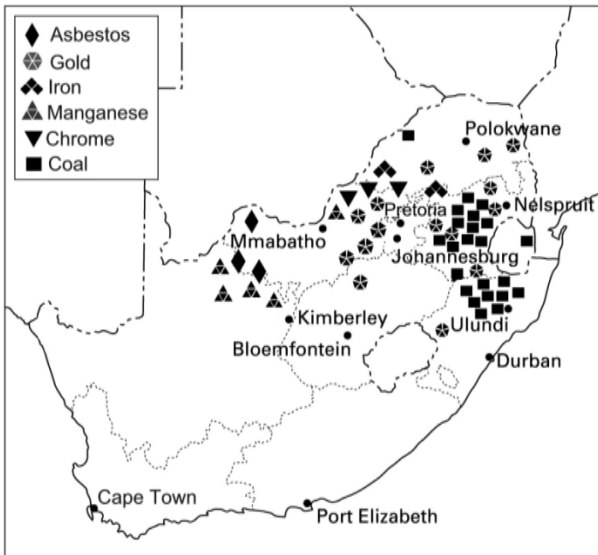 Asbestos
Gold
Iron
Manganese
Chrome
Coal
Polokwane
Nelspruit
Pretoria
Mmabatho
Johannesburg
Kimberley
Ulundi
Bloemfontein
Durban
Cape Town
Port Elizabeth